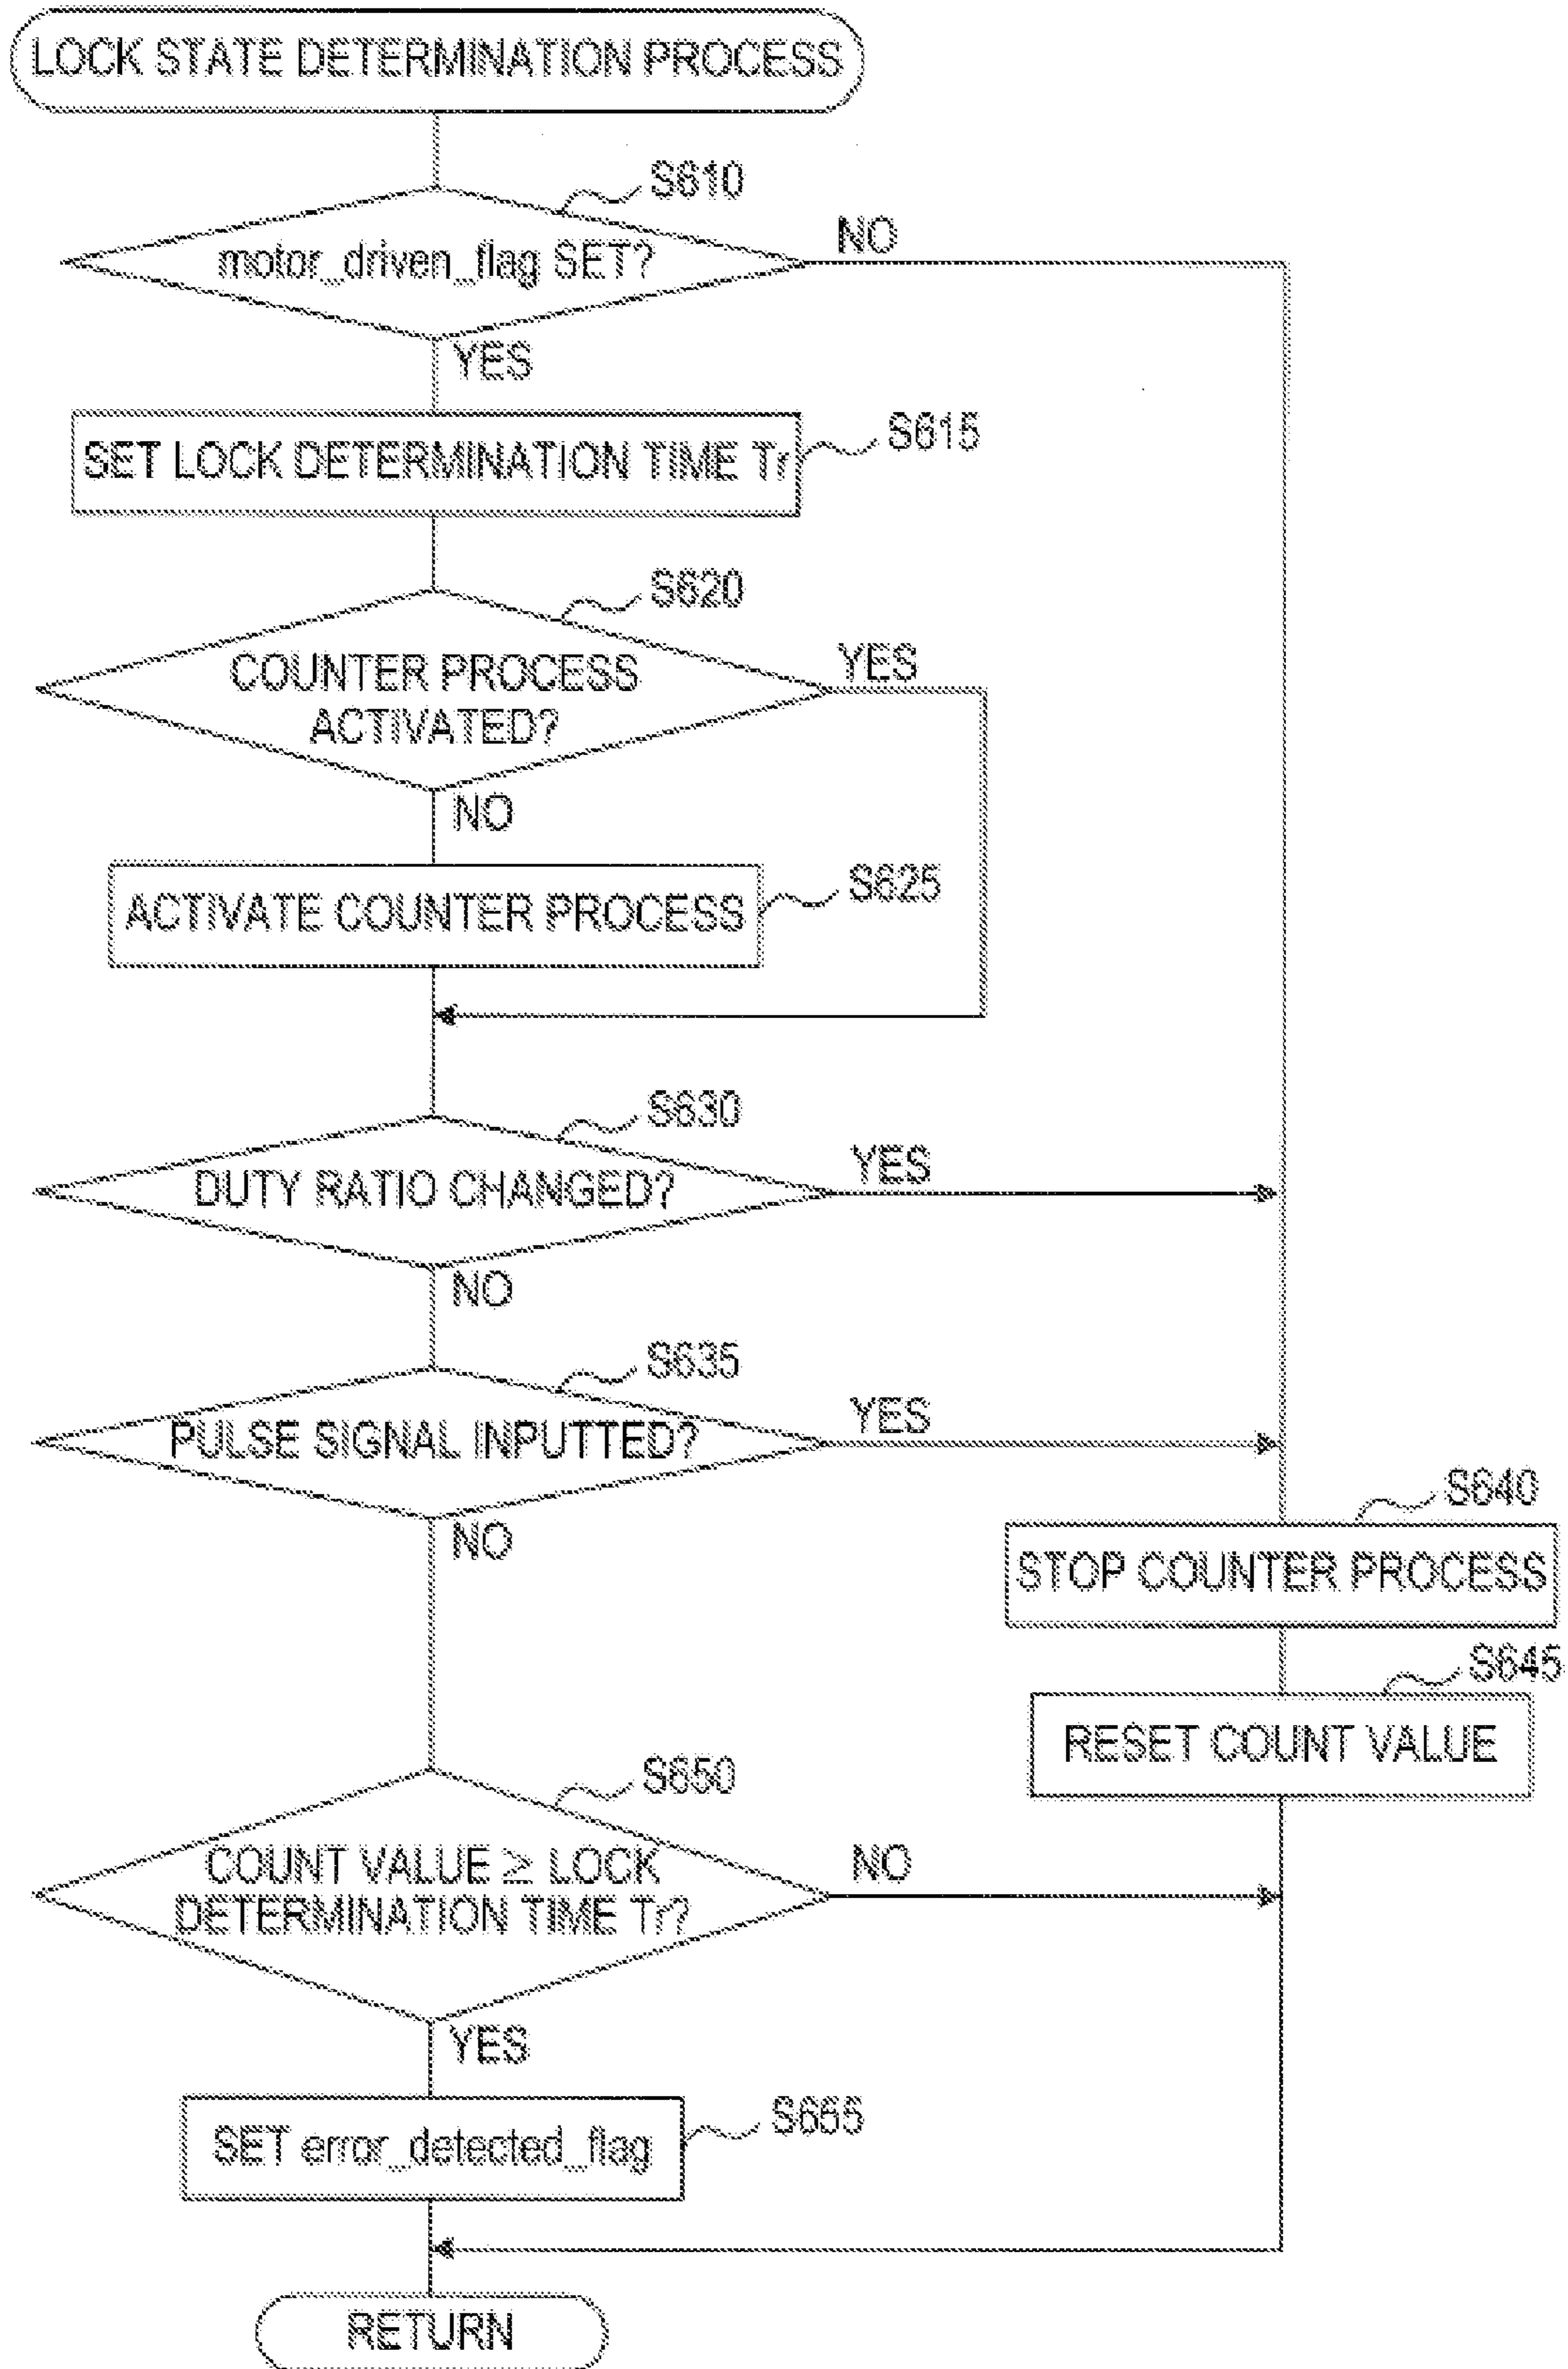 LOCK STATE DETERMINATION PROCESS
S610
motor_driven_flag SET?
NO
YES
SET LOCK DETERMINATION TIME Tr
S615
S620
COUNTER PROCESS
ACTIVATED?
YES
NO
ACTIVATE COUNTER PROCESS
S625
S630
DUTY RATIO CHANGED?
YES
NO
S635
PULSE SIGNAL INPUTTED?
YES
NO
S640
STOP COUNTER PROCESS
S645
RESET COUNT VALUE
S650
COUNT VALUE ≥ LOCK
DETERMINATION TIME Tr?
NO
YES
SET error_detected_flag
S655
RETURN